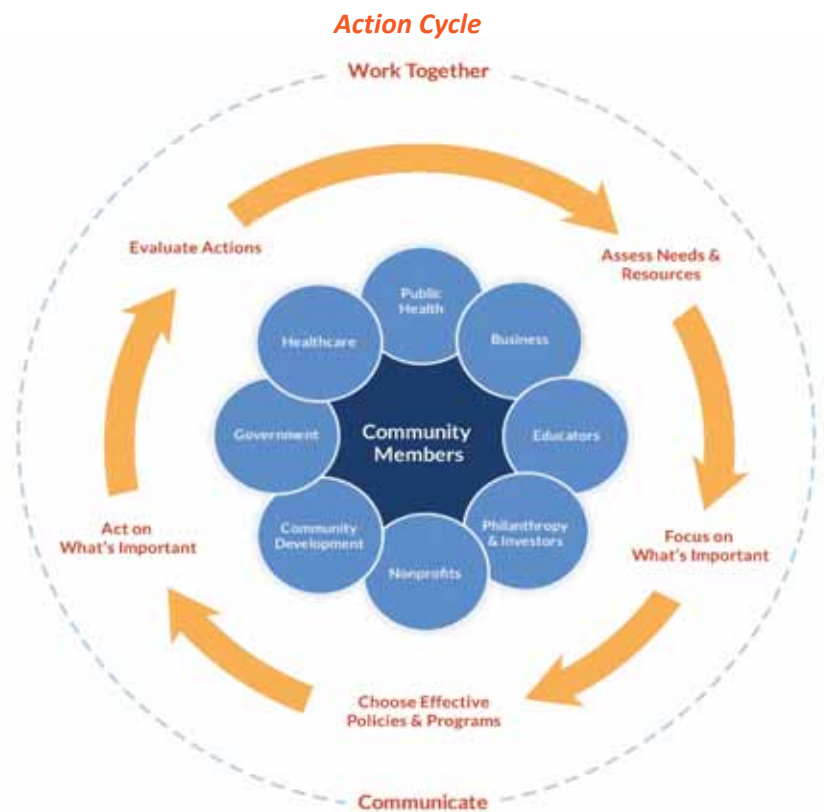 Action Cycle
Work Together
Evaluate Actions
Assess Needs &
Resources
Public
Health
Healthcare
Business
Government
Community
Members
Educators
Community
Development
Philanthropy
& Investors
Nonprofits
Act on
What's Important
Focus on
What's Important
Choose Effective
Policies & Programs
Communicate